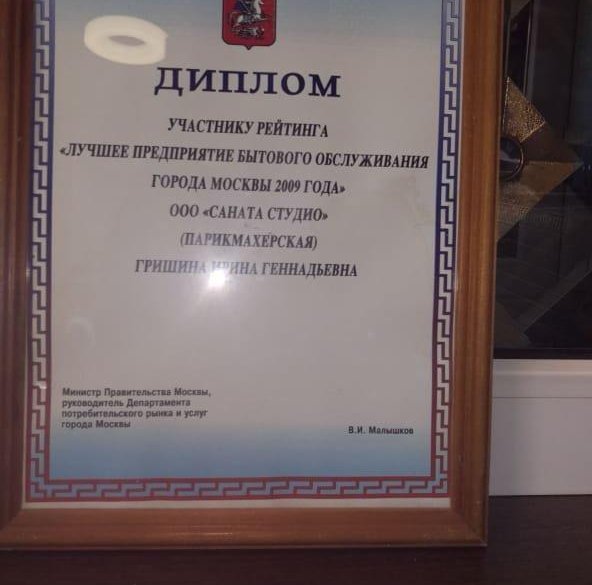 ДИПЛОМ
УЧАСТНИКУ РЕЙТИНГА
«ЛУЧШЕЕ ПРЕДПРИЯТИЕ БЫТОВОГО ОБСЛУЖИВАНИЯ
ГОРОДА МОСКВЫ 2009 ГОДА»
ООО «САНАТА СТУДИО»
(ПАРИКМАХЕРСКАЯ)
ГРИШИНА ИРИНА ГЕННАДЬЕВНА
Министр Правительства Москвы,
руководитель Департамента
потребительского рынка и услуг
города Москвы
В.И. Малышков